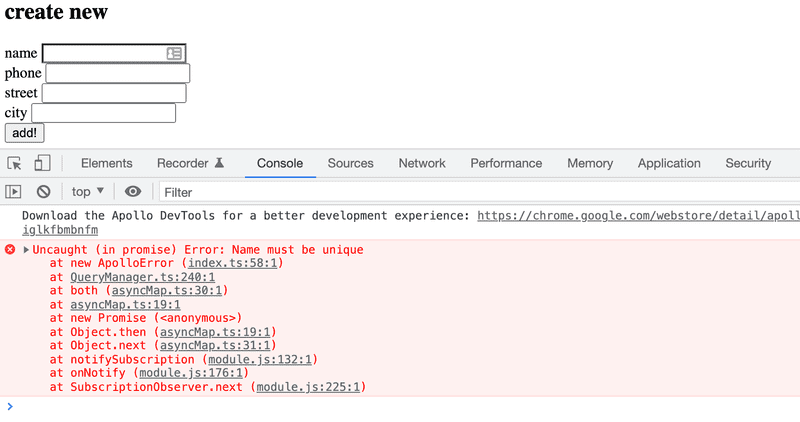 create new
name
phone
street
city
add!
Elements Recorder Console Sources Network Performance Memory Application Security
top ▼ Filter
Download the Apollo DevTools for a better development experience: https://chrome.google.com/webstore/detail/apoll
iglkfbmbnfm
Uncaught (in promise) Error: Name must be unique
at new ApolloError (index.ts:58:1)
at QueryManager.ts:240:1
at both (asyncMap.ts:30:1)
at asyncMap.ts:19:1
at new Promise (<anonymous>)
at Object.then (asyncMap.ts:19:1)
at Object.next (asyncMap.ts:31:1)
at notifySubscription (module.js:132:1)
at onNotify (module.js:176:1)
at SubscriptionObserver.next (module.js:225:1)